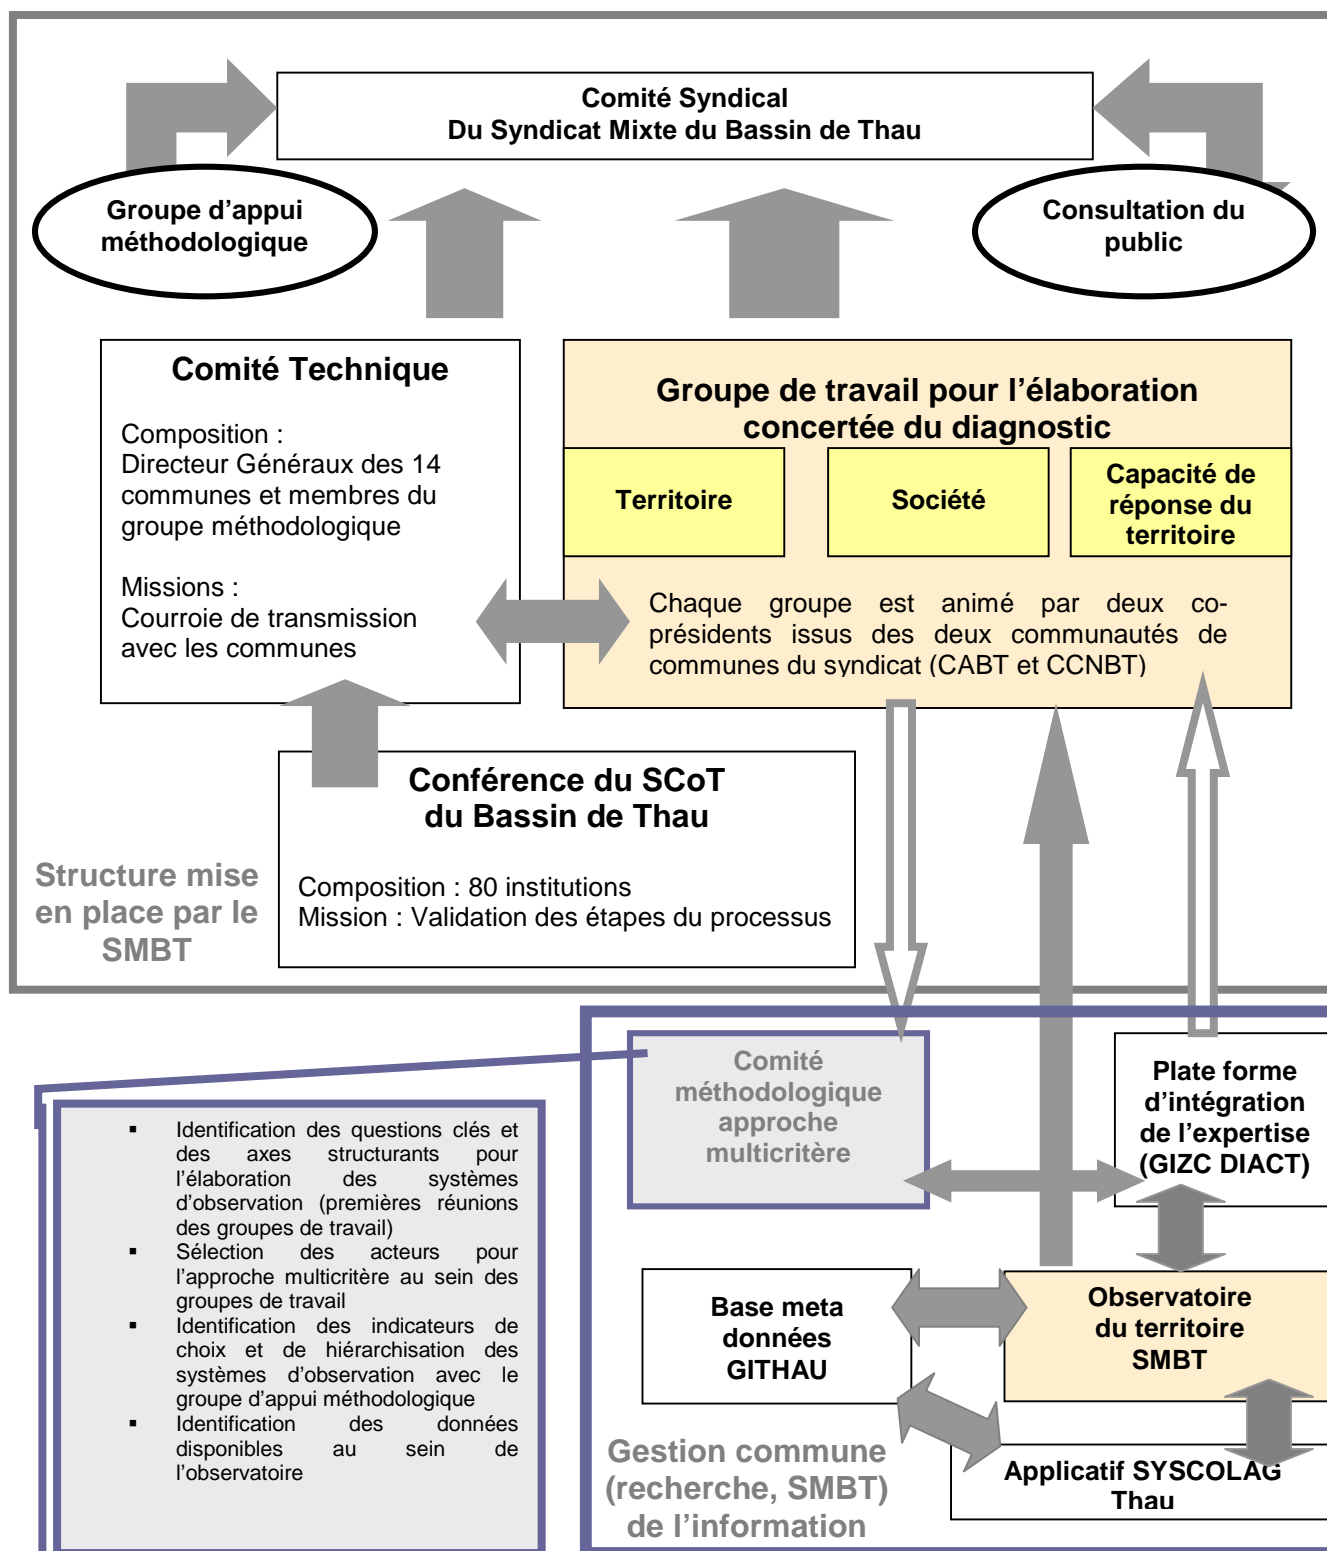 Comité Syndical
Du Syndicat Mixte du Bassin de Thau
Groupe d’appui
méthodologique
Consultation du
public
Comité Technique
Composition :
Directeur Généraux des 14
communes et membres du
groupe méthodologique
Missions :
Courroie de transmission
avec les communes
Groupe de travail pour l’élaboration
concertée du diagnostic
Territoire
Société
Capacité de
réponse du
territoire
Chaque groupe est animé par deux co-
présidents issus des deux communautés de
communes du syndicat (CABT et CCNBT)
Conférence du SCoT
du Bassin de Thau
Composition : 80 institutions
Mission : Validation des étapes du processus
Structure mise
en place par le
SMBT
Comité
méthodologique
approche
multicritère
Plate forme
d’intégration
de l’expertise
(GIZC DIACT)
▪ Identification des questions clés et
des axes structurants pour
l’élaboration des systèmes
d’observation (premières réunions
des groupes de travail)
▪ Sélection des acteurs pour
l’approche multicritère au sein des
groupes de travail
▪ Identification des indicateurs de
choix et de hiérarchisation des
systèmes d’observation avec le
groupe d’appui méthodologique
▪ Identification des données
disponibles au sein de
l’observatoire
Base meta
données
GITHAU
Observatoire
du territoire
SMBT
Gestion commune
(recherche, SMBT)
de l’information
Applicatif SYSCOLAG
Thau